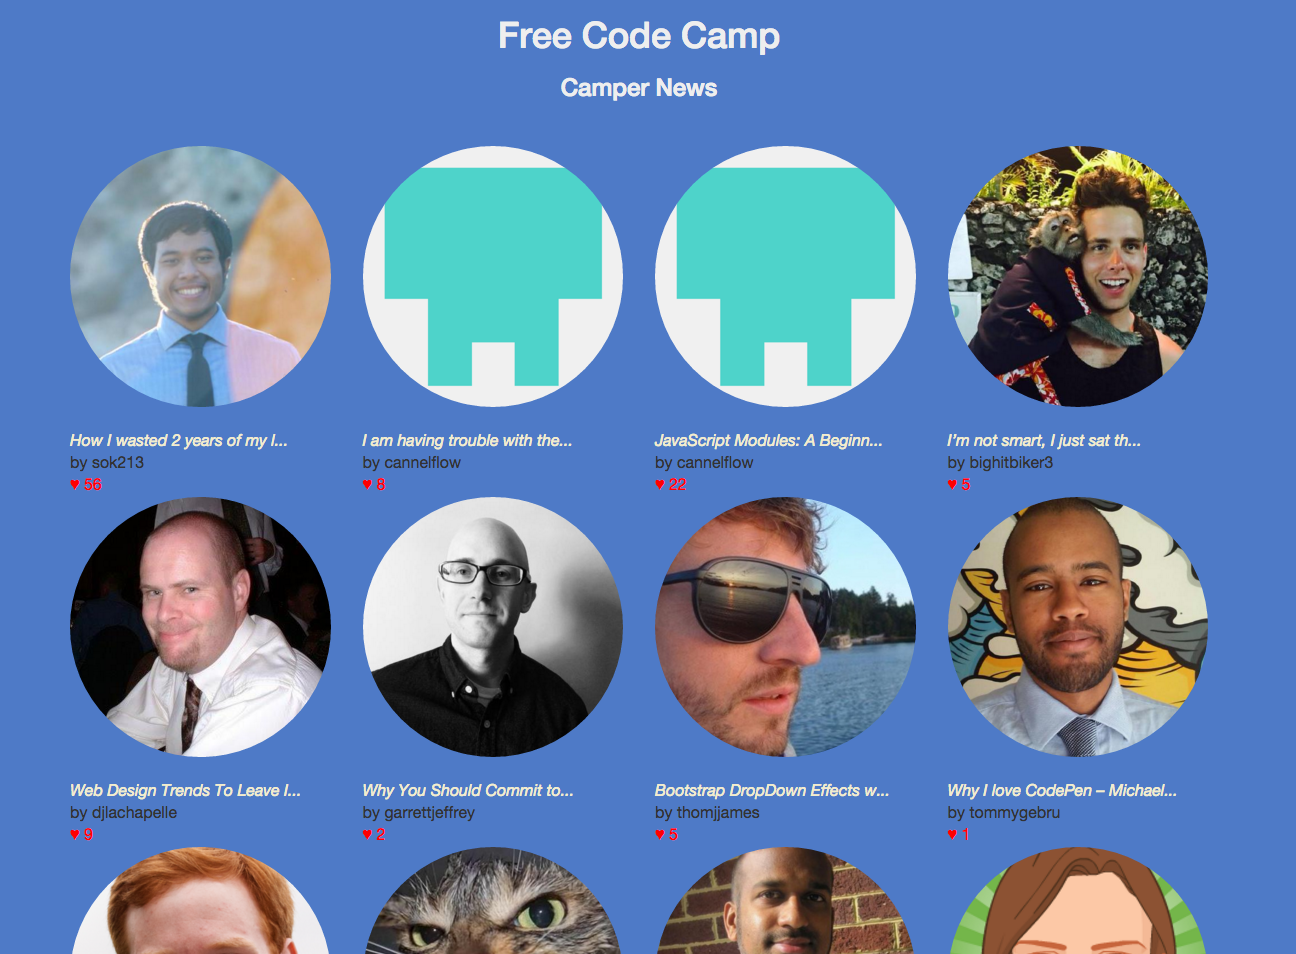 Free Code Camp
Camper News
How I wasted 2 years of my l...
by sok213
♥ 56
I am having trouble with the...
by cannelflow
♥ 8
JavaScript Modules: A Beginn...
by cannelflow
♥ 22
I'm not smart, I just sat th...
by bighitbiker3
♥ 5
Web Design Trends To Leave I...
by djlachapelle
♥ 9
Why You Should Commit to...
by garrettjeffrey
♥ 2
Bootstrap DropDown Effects w...
by thomjjames
♥ 5
Why I love CodePen – Michael...
by tommygebru
♥ 1